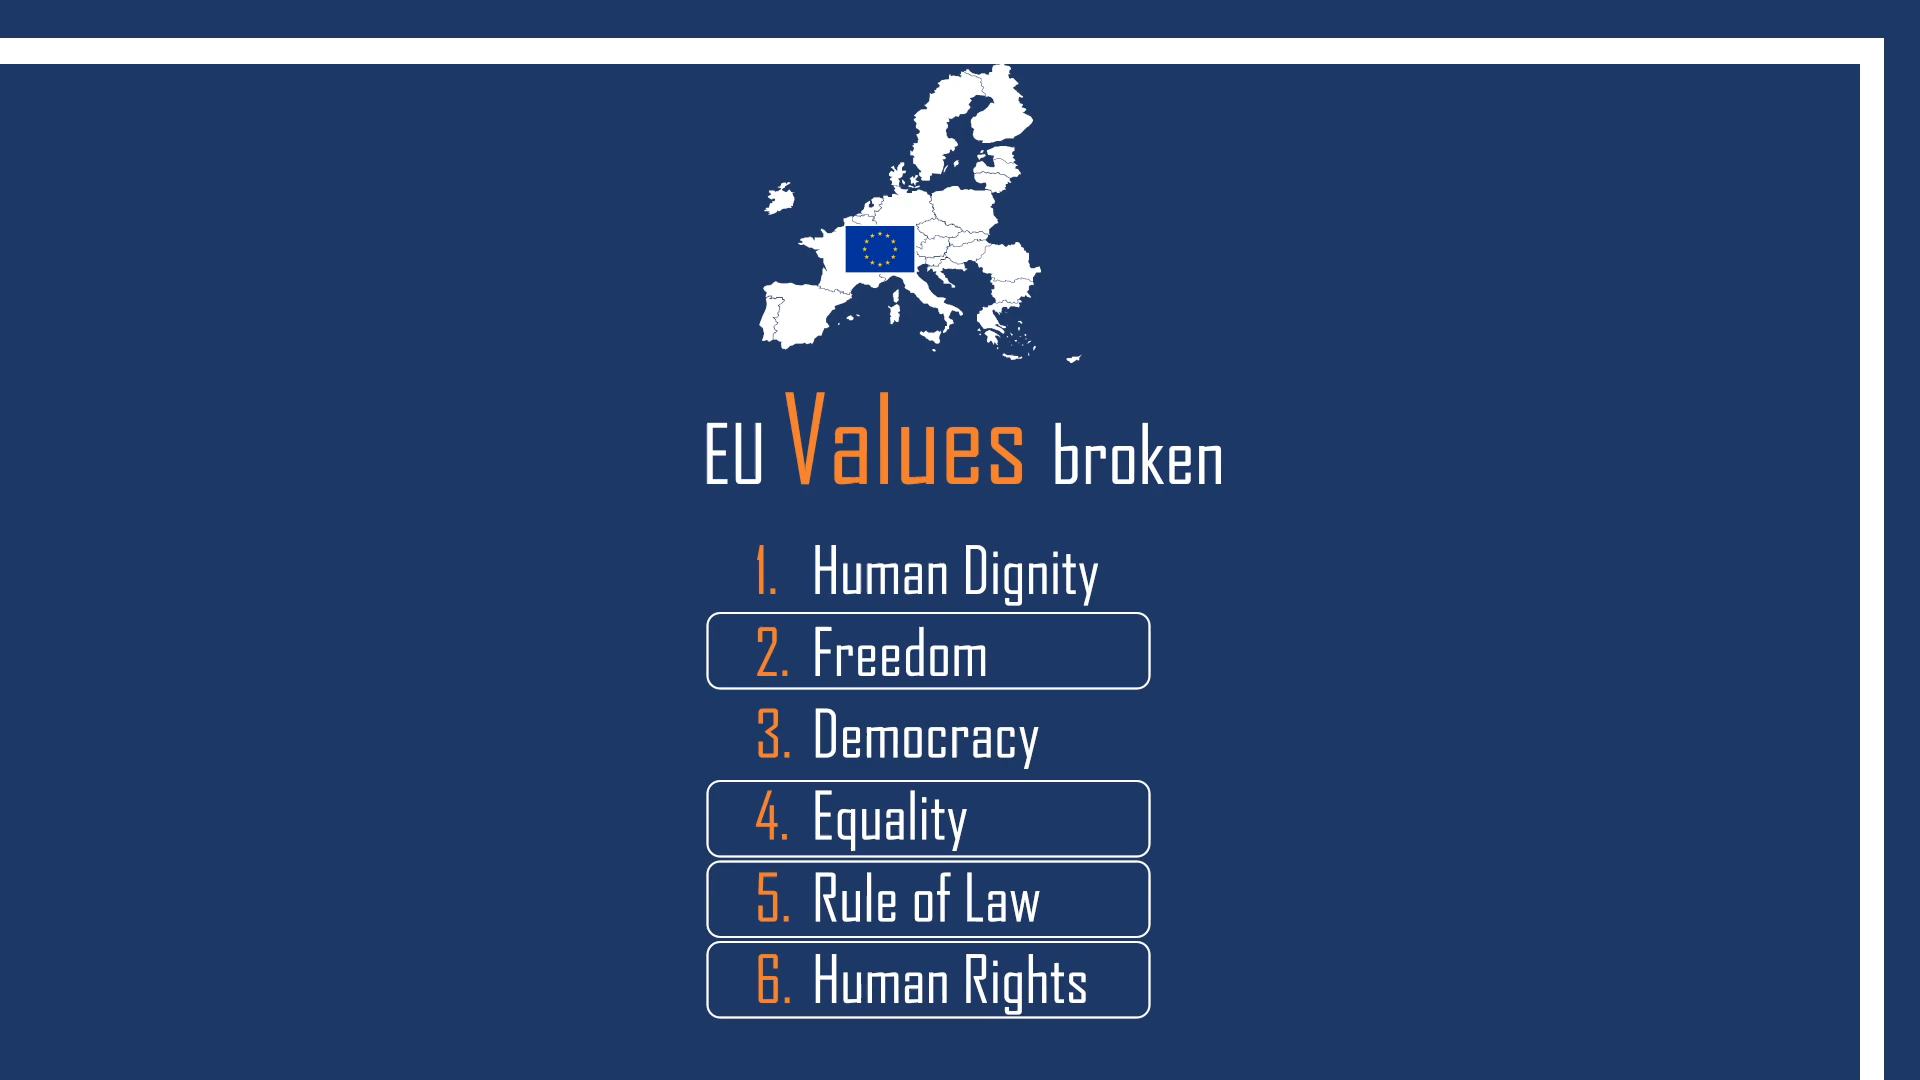 EU Values broken
1. Human Dignity
2. Freedom
3. Democracy
4. Equality
5. Rule of Law
6. Human Rights